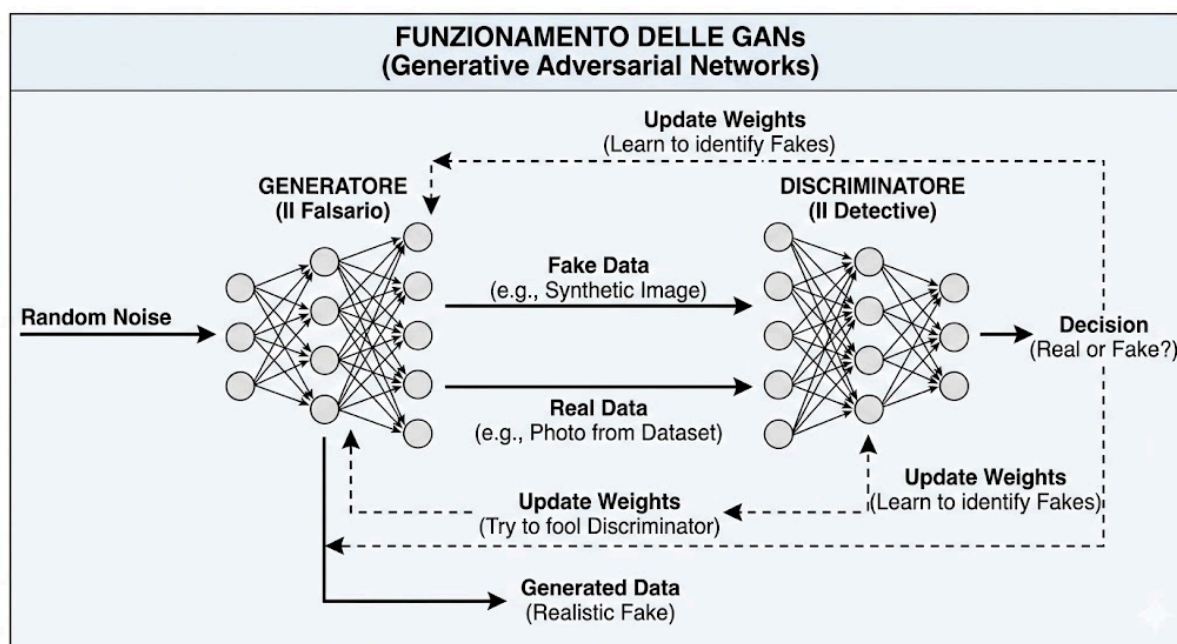 FUNZIONAMENTO DELLE GANs
(Generative Adversarial Networks)
Update Weights
(Learn to identify Fakes)
GENERATORE
(Il Falsario)
DISCRIMINATORE
(Il Detective)
Fake Data
(e.g., Synthetic Image)
Random Noise
Decision
(Real or Fake?)
Real Data
(e.g., Photo from Dataset)
Update Weights
(Learn to identify Fakes)
Update Weights
(Try to fool Discriminator)
Generated Data
(Realistic Fake)